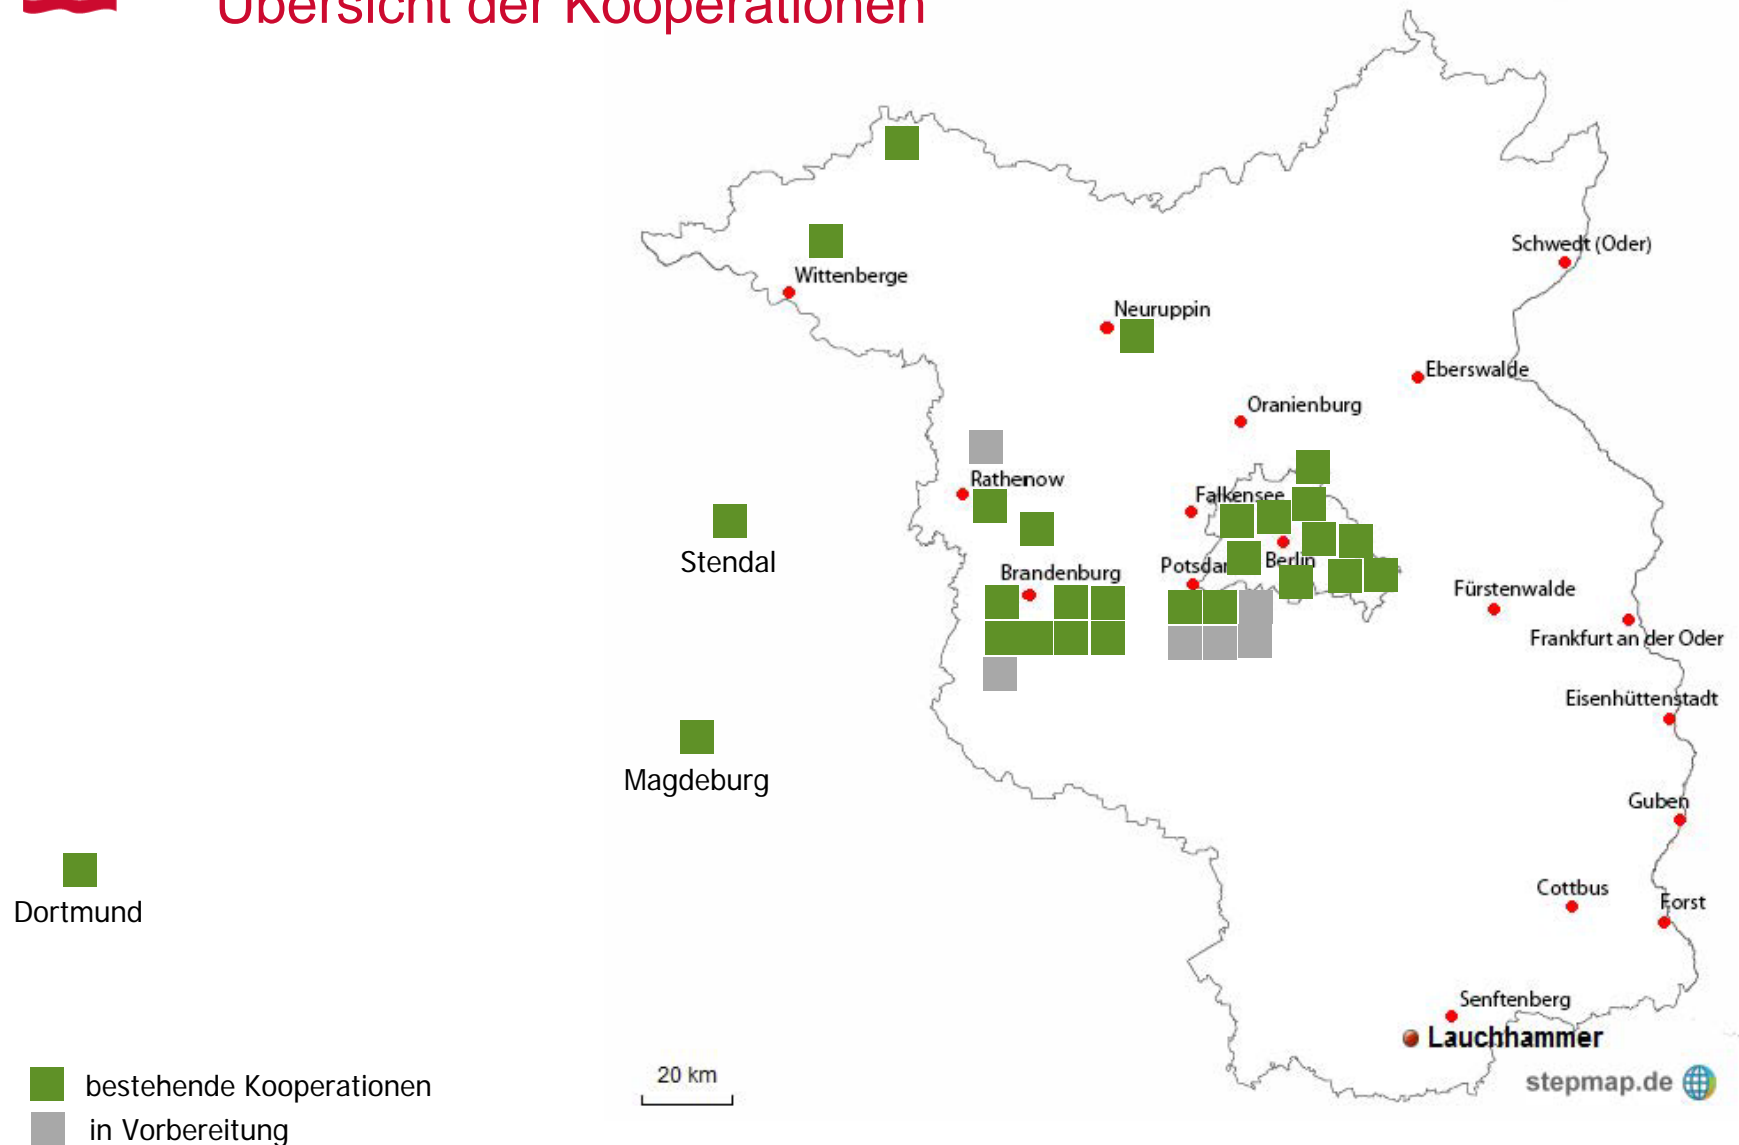 Übersicht der Kooperationen
Schwedt (Oder)
Wittenberge
Neuruppin
Eberswalde
Oranienburg
Rathenow
Falkensee
Stendal
Brandenburg
Potsdam
Berlin
Fürstenwalde
Frankfurt an der Oder
Eisenhüttenstadt
Magdeburg
Guben
Cottbus
Forst
Dortmund
Senftenberg
Lauchhammer
20 km
stepmap.de
bestehende Kooperationen
in Vorbereitung